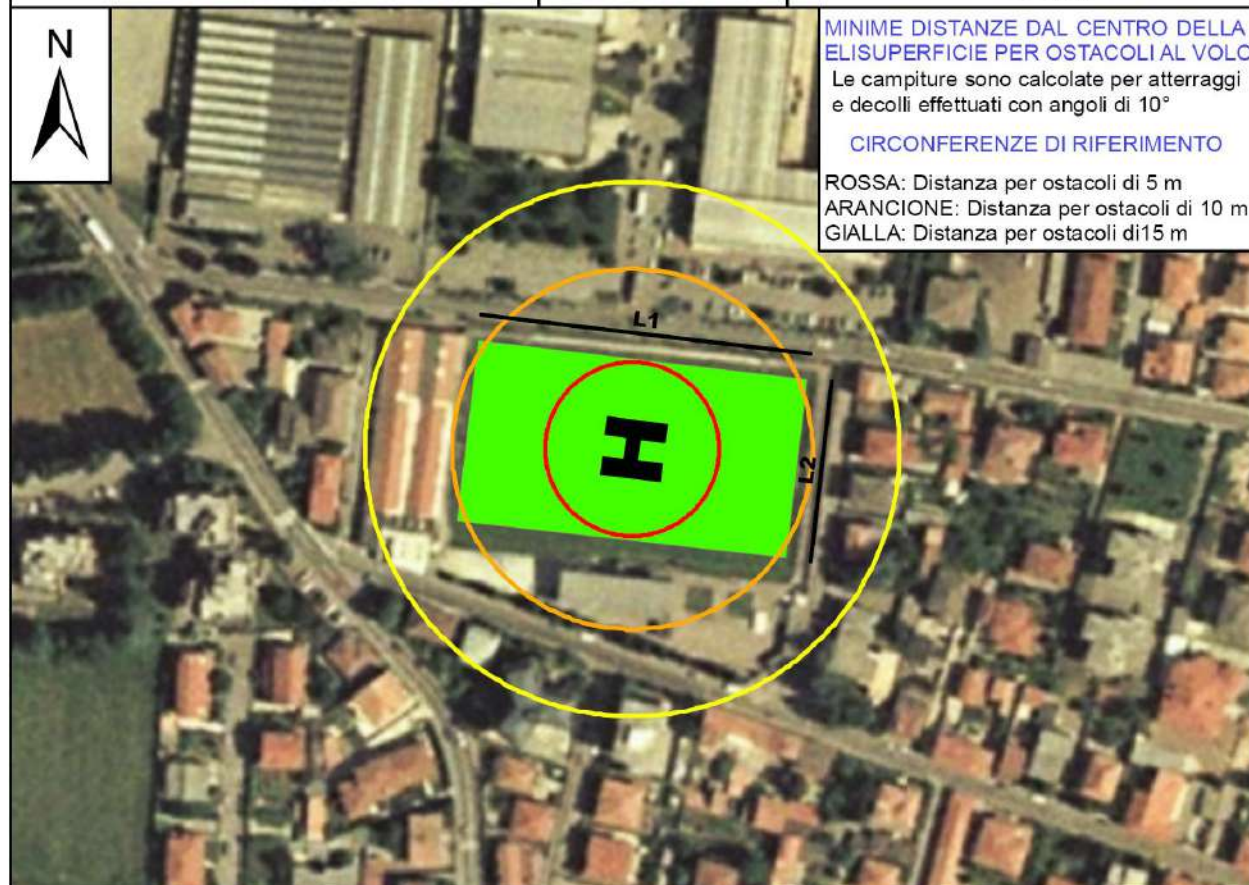 N
MINIME DISTANZE DAL CENTRO DELLA
ELISUPERFICIE PER OSTACOLI AL VOLO
Le campiture sono calcolate per atterraggi
e decolli effettuati con angoli di 10°
CIRCONFERENZE DI RIFERIMENTO
ROSSA: Distanza per ostacoli di 5 m
ARANCIONE: Distanza per ostacoli di 10 m
GIALLA: Distanza per ostacoli di15 m
L1
H
L2